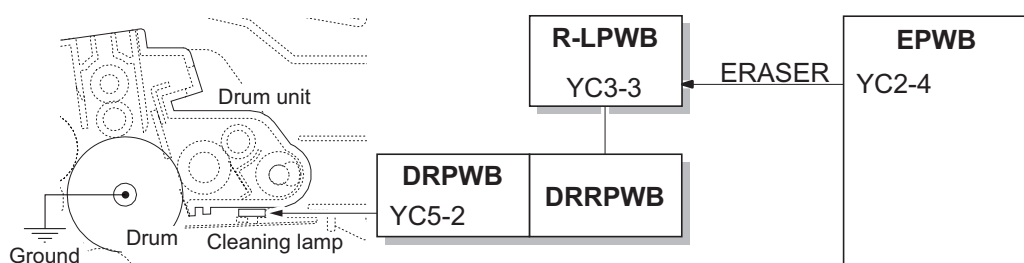 R-LPWB
YC3-3
ERASER
EPWB
YC2-4
Drum unit
DRPWB
YC5-2
DRRPWB
Drum
Cleaning lamp
Ground